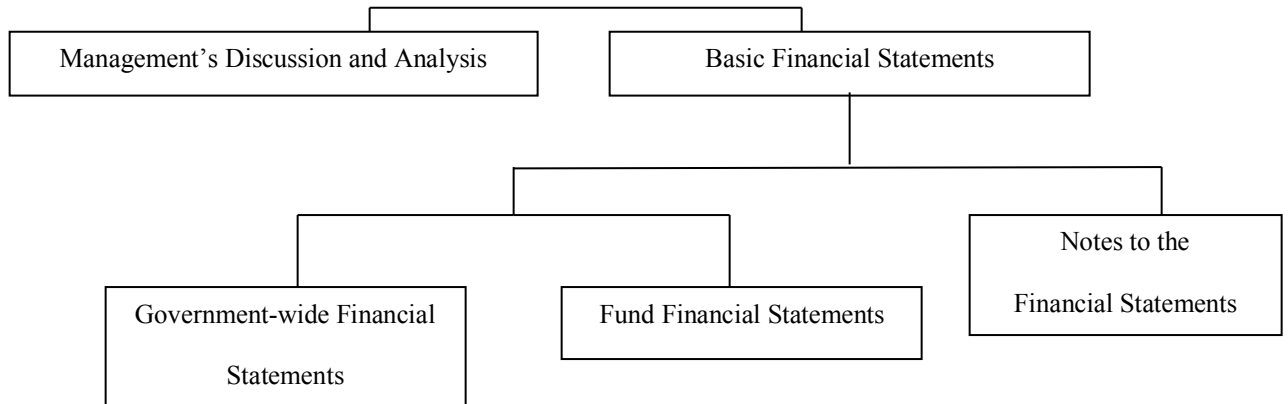 Management’s Discussion and Analysis
Basic Financial Statements
Government-wide Financial
Statements
Fund Financial Statements
Notes to the
Financial Statements